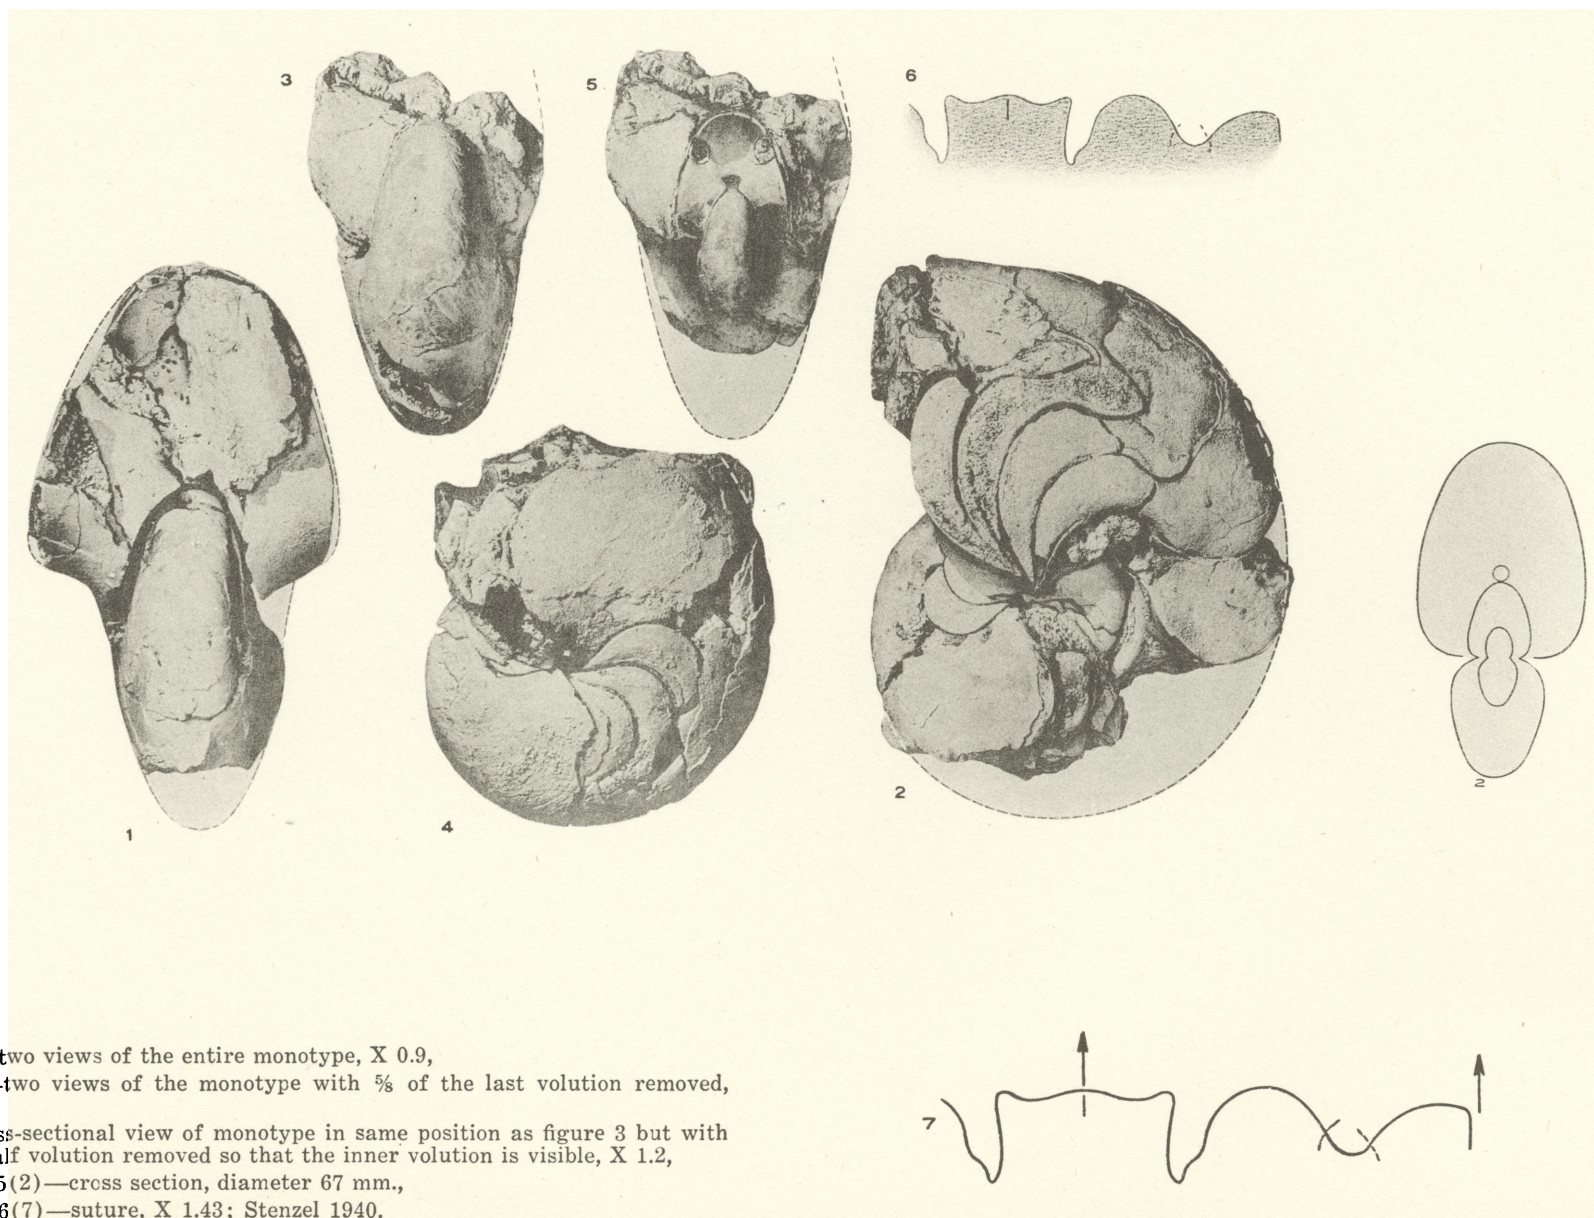 3
5
6
1
4
2
2
7
two views of the entire monotype, X 0.9,
-two views of the monotype with ⅝ of the last volution removed,
ss-sectional view of monotype in same position as figure 3 but with
alf volution removed so that the inner volution is visible, X 1.2,
5(2)—cross section, diameter 67 mm.,
6(7)—suture, X 1.43; Stenzel 1940.